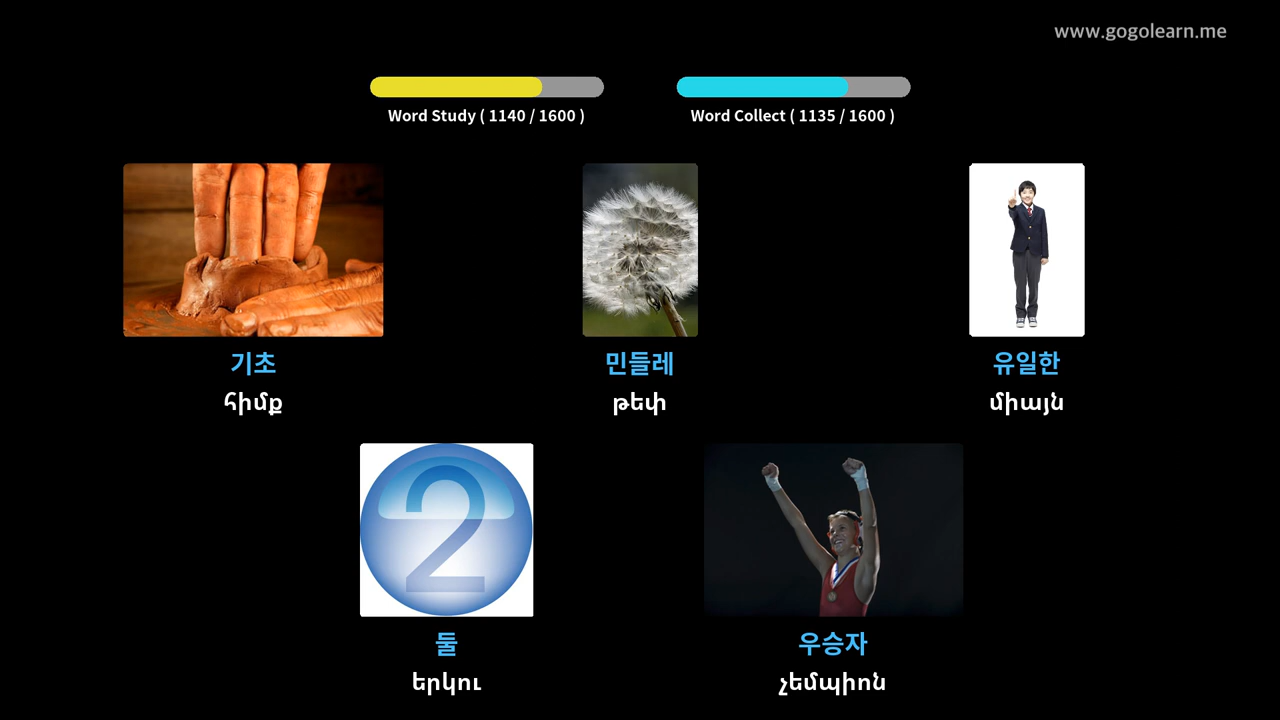 www.gogolearn.me
Word Study ( 1140 / 1600 )
Word Collect ( 1135 / 1600 )
기초
հիմք
민들레
թեփ
유일한
միայն
2
둘
երկու
우승자
չեմպիոն